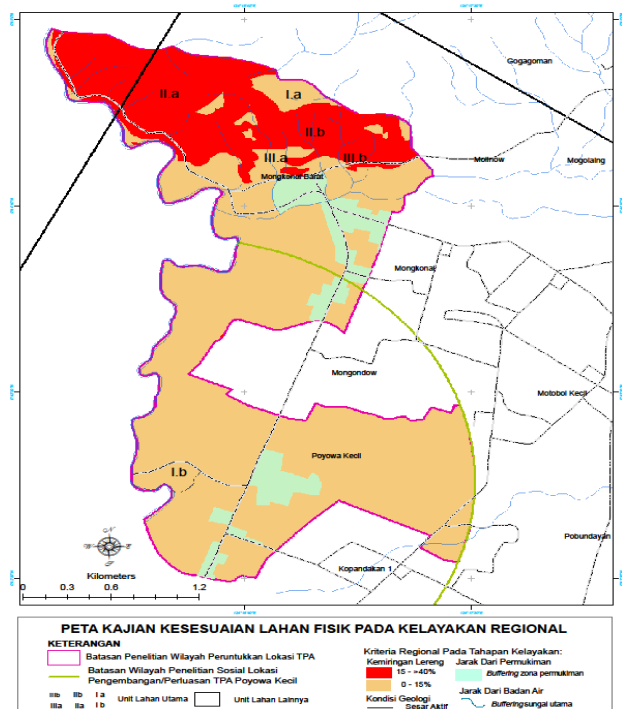 Gogagoman
II.a
I.a
II.b
III.a
III.b
Molinow
Mogolaing
Mongkonai Barat
Mongkonai
Mongondow
Motoboi Kecil
Poyowa Kecil
I.b
Pobundayan
Kopandakan 1
Kilometers
0 0.3 0.6 1.2
PETA KAJIAN KESESUAIAN LAHAN FISIK PADA KELAYAKAN REGIONAL
KETERANGAN
Batasan Penelitian Wilayah Peruntukkan Lokasi TPA
Batasan Wilayah Penelitian Sosial Lokasi
Pengembangan/Perluasan TPA Poyowa Kecil
IIb IIb I a
IIIa IIa I b
Unit Lahan Utama
Unit Lahan Lainnya
Kriteria Regional Pada Tahapan Kelayakan:
Kemiringan Lereng
15 - >40%
0 - 15%
Kondisi Geologi
Sesar Aktif
Jarak Dari Permukiman
Buffering zona permukiman
Jarak Dari Badan Air
Buffering sungai utama